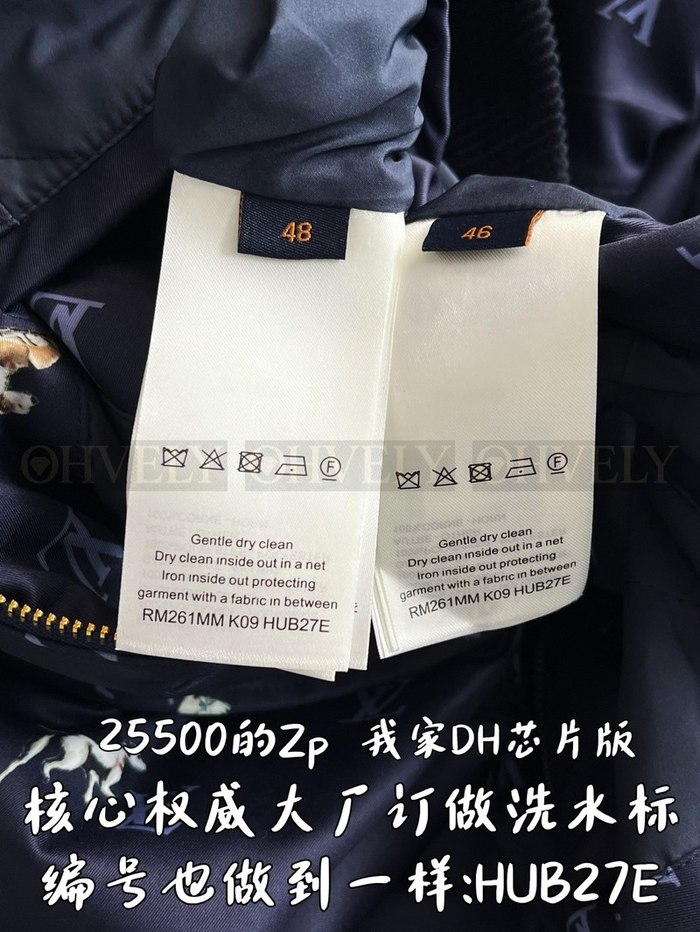 48
46
OHVELY OHVELY OHVELY
Gentle dry clean
Dry clean inside out in a net
Iron inside out protecting
garment with a fabric in between
RM261MM K09 HUB27E
Gentle dry clean
Dry clean inside out in a net
Iron inside out protecting
garment with a fabric in between
RM261MM K09 HUB27E
25500的Zp 我家DH芯片版
核心权威大厂订做洗水标
编号也做到一样:HUB27E